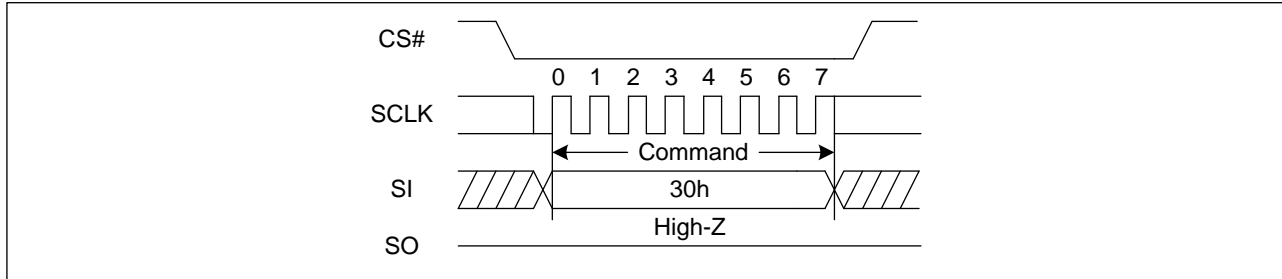 CS#
0 1 2 3 4 5 6 7
SCLK
Command
SI
30h
High-Z
SO